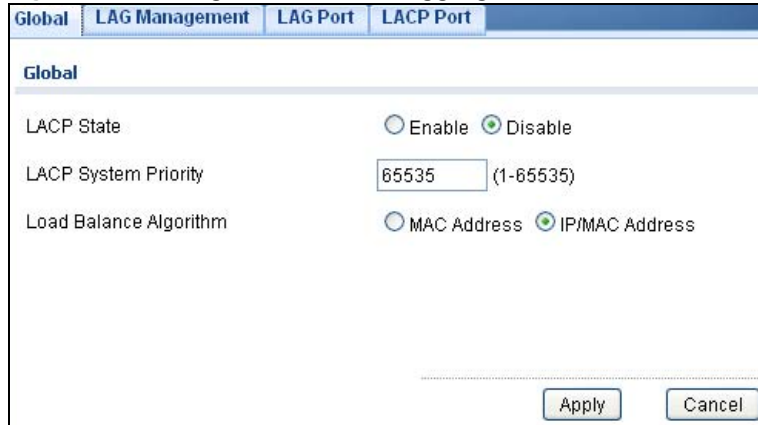 Global LAG Management LAG Port LACP Port
Global
LACP State Enable Disable
LACP System Priority 65535 (1-65535)
Load Balance Algorithm MAC Address IP/MAC Address
Apply Cancel